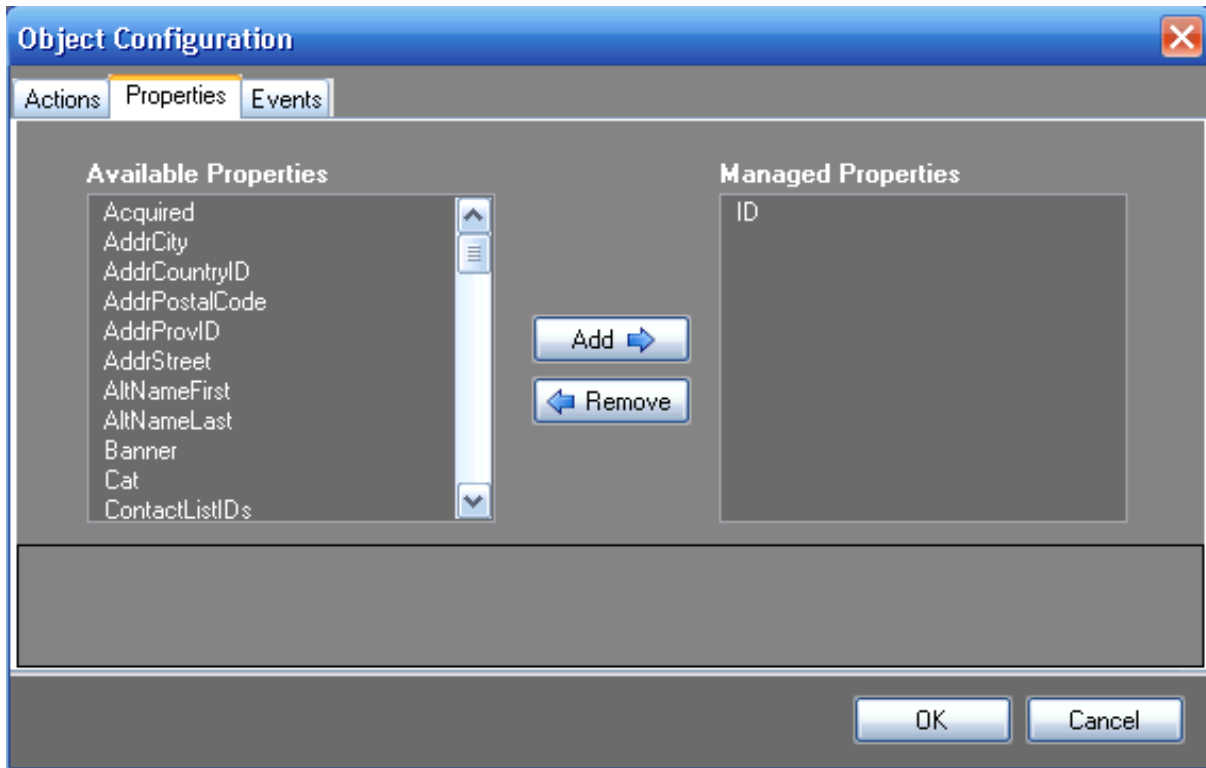 Object Configuration
Actions Properties Events
Available Properties
Acquired
AddrCity
AddrCountryID
AddrPostalCode
AddrProvID
AddrStreet
AltNameFirst
AltNameLast
Banner
Cat
ContactListIDs
Add
Remove
Managed Properties
ID
OK Cancel